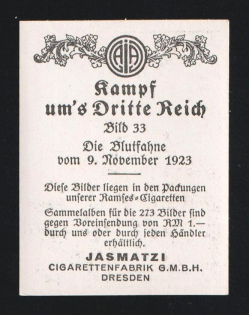 Kampf
um's Dritte Reich
Bild 33
Die Blutfahne
vom 9. November 1923
Diese Bilder liegen in den Packungen
unserer Ramses-Cigaretten
Sammelalben für die 273 Bilder sind
gegen Voreinsendung von RM 1.—
durch uns oder durch jeden Händler
erhältlich.
JASMATZI
CIGARETTENFABRIK G.M.B.H.
DRESDEN